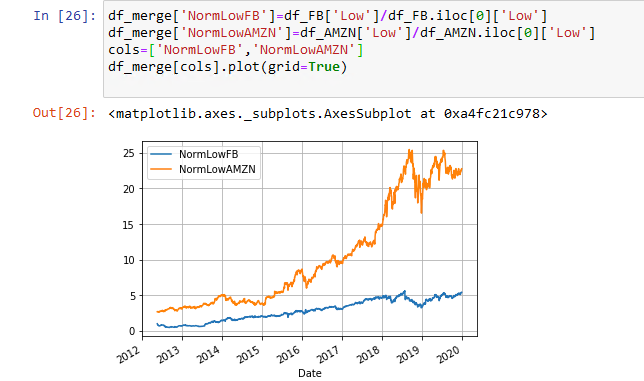 In [26]: df_merge['NormLowFB']=df_FB['Low']/df_FB.iloc[0]['Low']
df_merge['NormLowAMZN']=df_AMZN['Low']/df_AMZN.iloc[0]['Low']
cols=['NormLowFB','NormLowAMZN']
df_merge[cols].plot(grid=True)
Out[26]: <matplotlib.axes._subplots.AxesSubplot at 0xa4fc21c978>
NormLowFB
NormLowAMZN
25
20
15
10
5
0
2012 2013 2014 2015 2016 2017 2018 2019 2020
Date